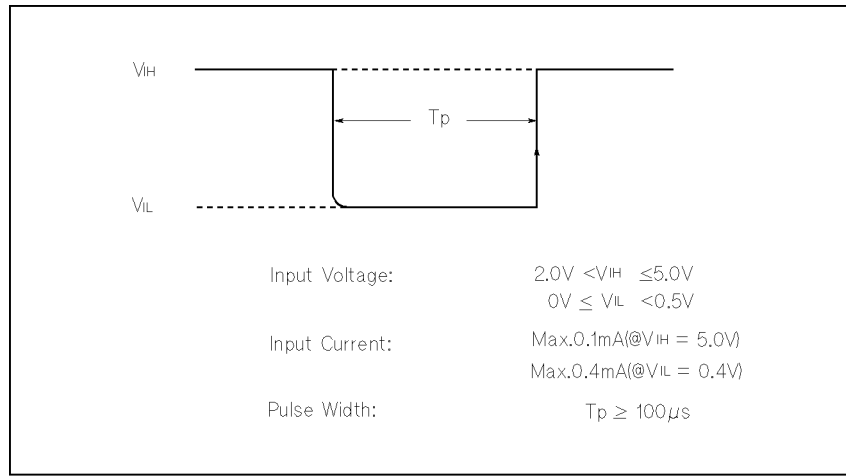 VIH
Tp
VIL
Input Voltage: 2.0V <VIH ≤5.0V
0V ≤ VIL <0.5V
Input Current: Max.0.1mA(@VIH = 5.0V)
Max.0.4mA(@VIL = 0.4V)
Pulse Width: Tp ≥ 100μs